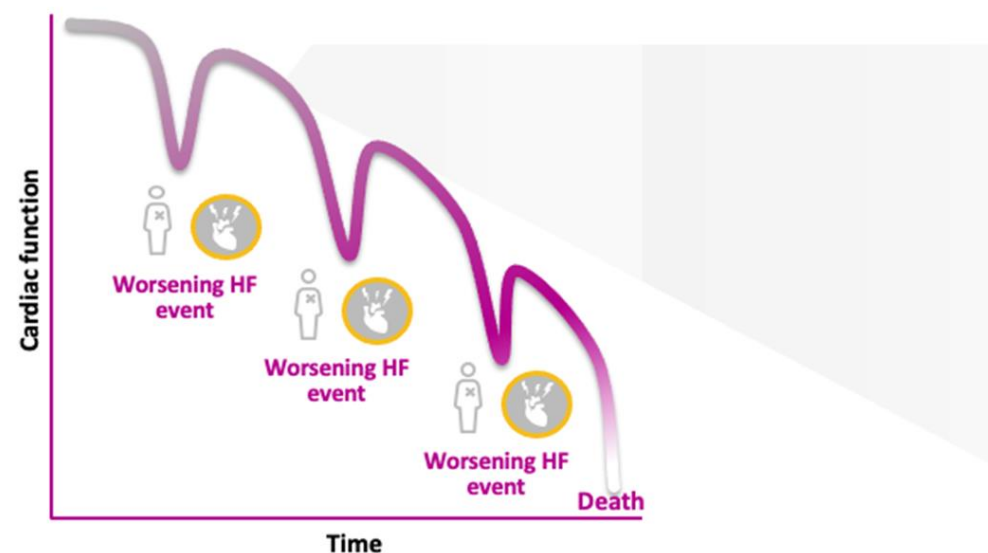 Cardiac function
Worsening HF
event
Worsening HF
event
Worsening HF
event
Death
Time